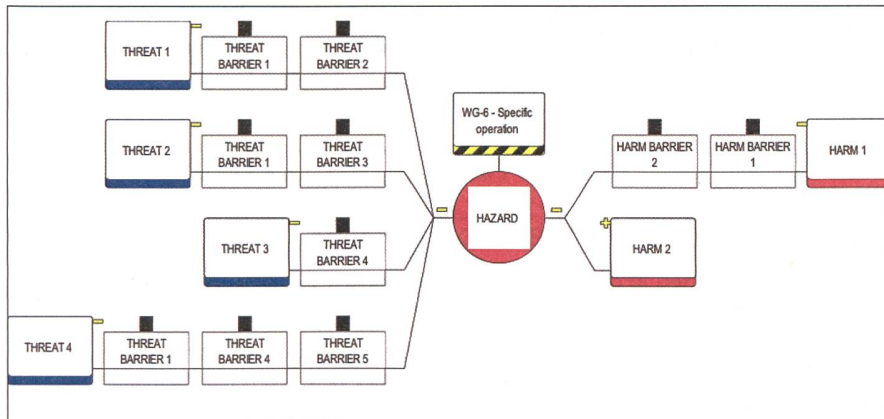 THREAT 1
THREAT
BARRIER 1
THREAT
BARRIER 2
WG-6 - Specific
operation
THREAT 2
THREAT
BARRIER 1
THREAT
BARRIER 3
HARM BARRIER
2
HARM BARRIER
1
HARM 1
HAZARD
THREAT 3
THREAT
BARRIER 4
HARM 2
THREAT 4
THREAT
BARRIER 1
THREAT
BARRIER 4
THREAT
BARRIER 5